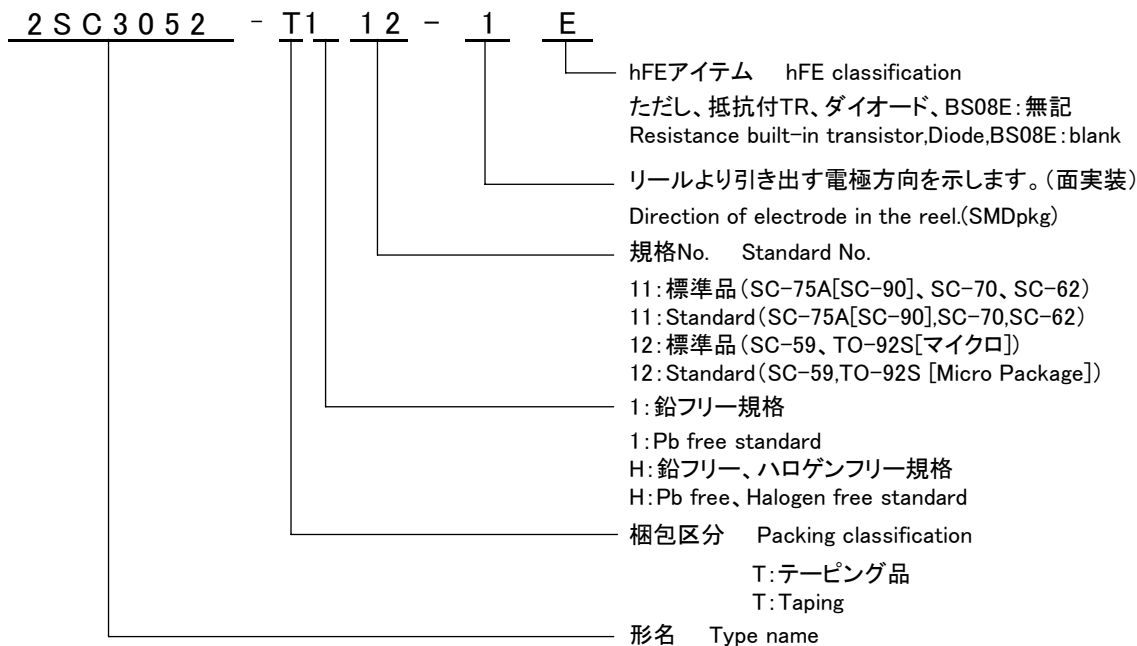 2SC3052 - T1 12 - 1 E
hFEアイテム hFE classification
ただし、抵抗付TR、ダイオード、BS08E：無記
Resistance built-in transistor,Diode,BS08E：blank
リールより引き出す電極方向を示します。（面実装）
Direction of electrode in the reel.(SMDpkg)
規格No. Standard No.
11：標準品（SC-75A[SC-90]、SC-70、SC-62）
11：Standard（SC-75A[SC-90],SC-70,SC-62）
12：標準品（SC-59、TO-92S[マイクロ]）
12：Standard（SC-59,TO-92S [Micro Package]）
1：鉛フリー規格
1：Pb free standard
H：鉛フリー、ハロゲンフリー規格
H：Pb free、Halogen free standard
梱包区分 Packing classification
T：テーピング品
T：Taping
形名 Type name